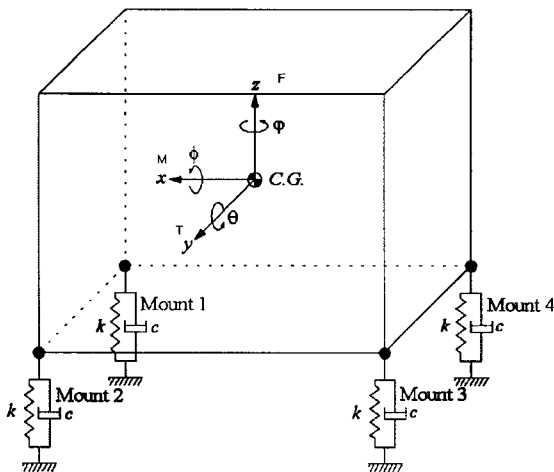 z F
φ
M ϕ
x C.G.
T θ
y
Mount 1
k c
Mount 4
k c
Mount 2
k c
Mount 3
k c